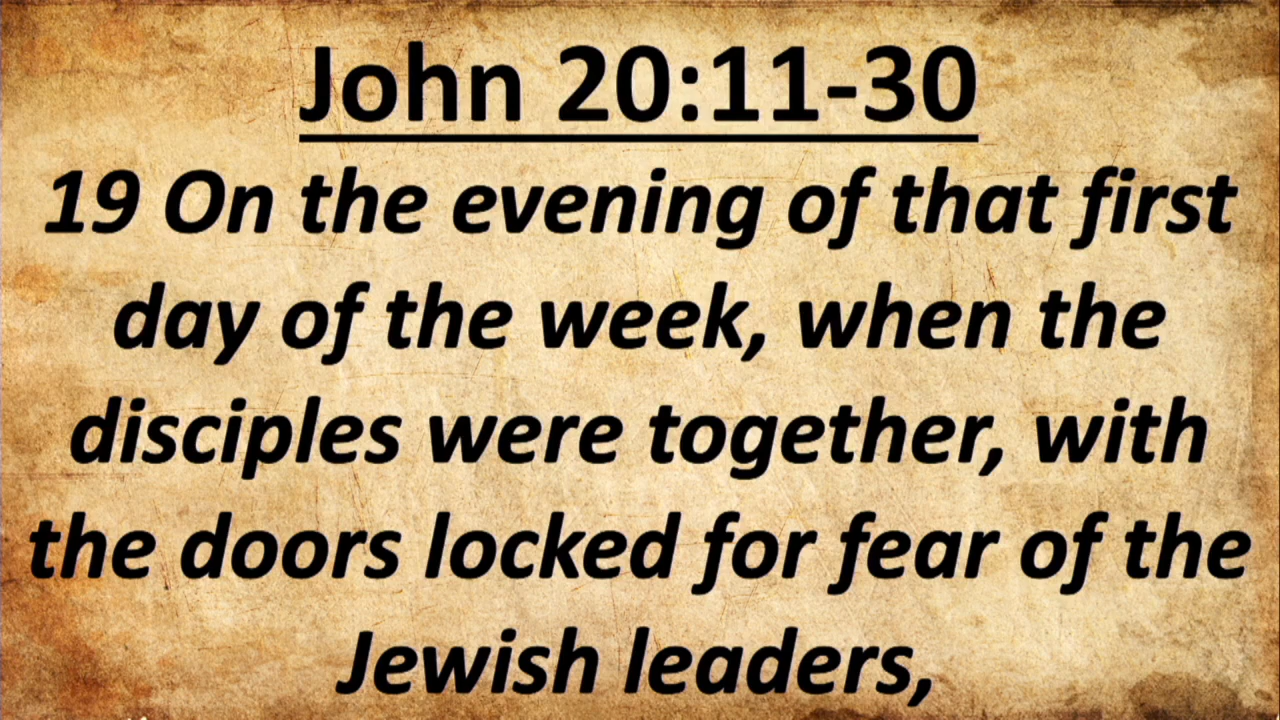 John 20:11-30
19 On the evening of that first
day of the week, when the
disciples were together, with
the doors locked for fear of the
Jewish leaders,